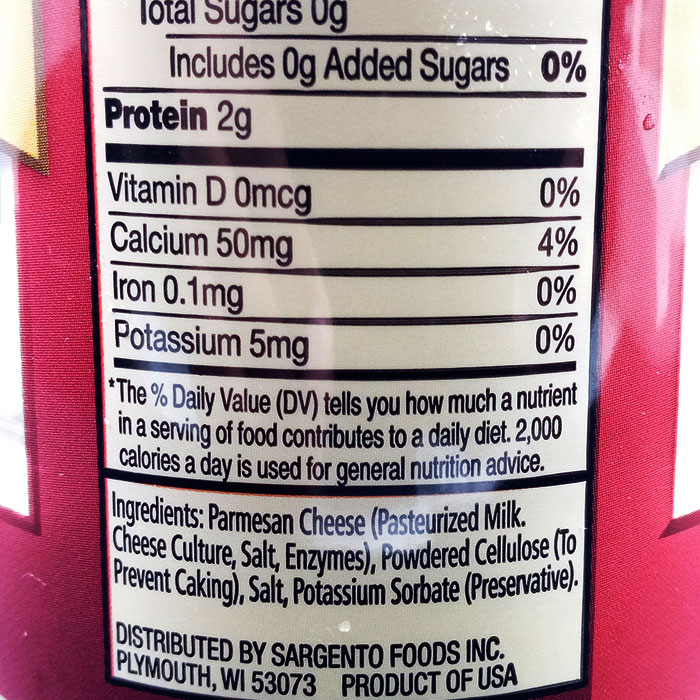 Total Sugars 0g
Includes 0g Added Sugars 0%
Protein 2g
Vitamin D 0mcg 0%
Calcium 50mg 4%
Iron 0.1mg 0%
Potassium 5mg 0%
*The % Daily Value (DV) tells you how much a nutrient
in a serving of food contributes to a daily diet. 2,000
calories a day is used for general nutrition advice.
Ingredients: Parmesan Cheese (Pasteurized Milk.
Cheese Culture, Salt, Enzymes), Powdered Cellulose (To
Prevent Caking), Salt, Potassium Sorbate (Preservative).
DISTRIBUTED BY SARGENTO FOODS INC.
PLYMOUTH, WI 53073 PRODUCT OF USA